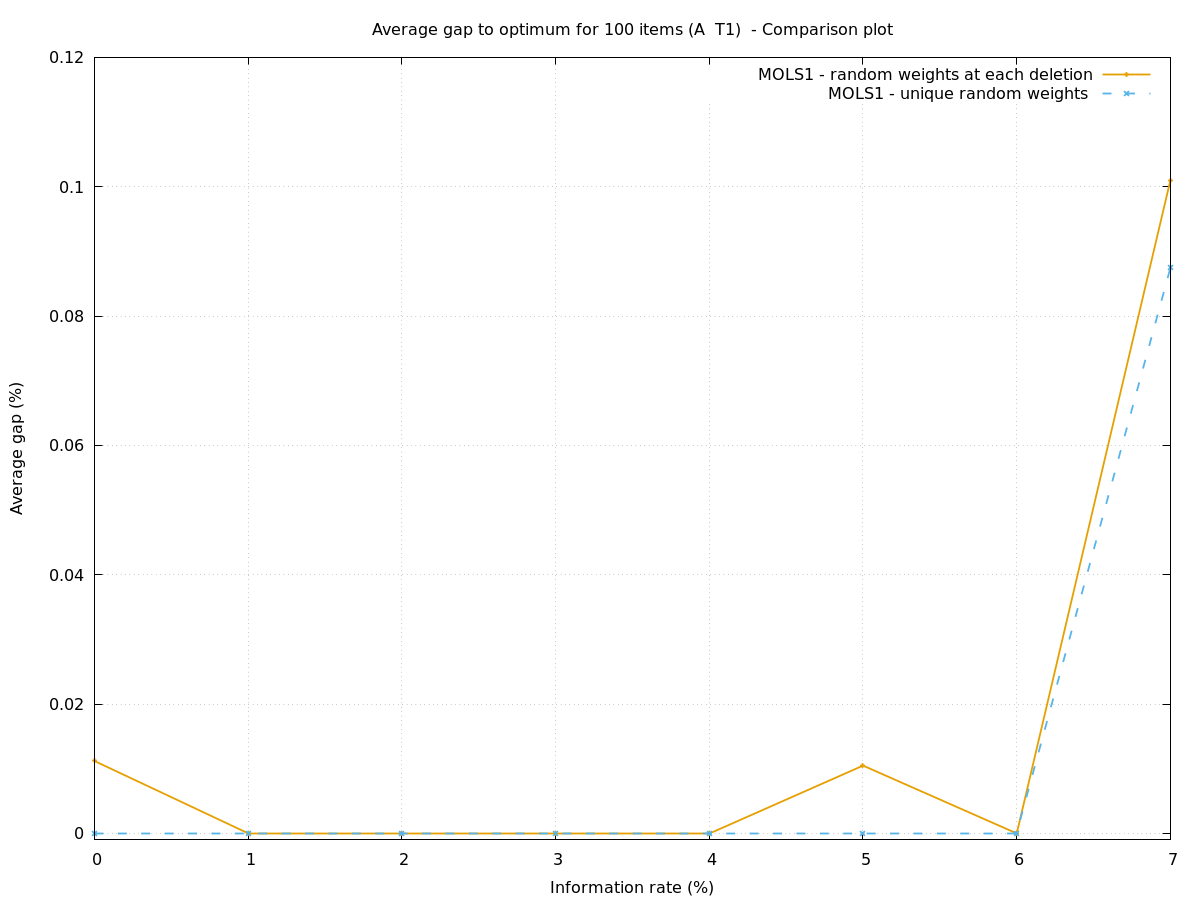 Average gap to optimum for 100 items (A  T1)  - Comparison plot
MOLS1 - random weights at each deletion
MOLS1 - unique random weights
0.12
0.1
0.08
0.06
0.04
0.02
0
Average gap (%)
0 1 2 3 4 5 6 7
Information rate (%)